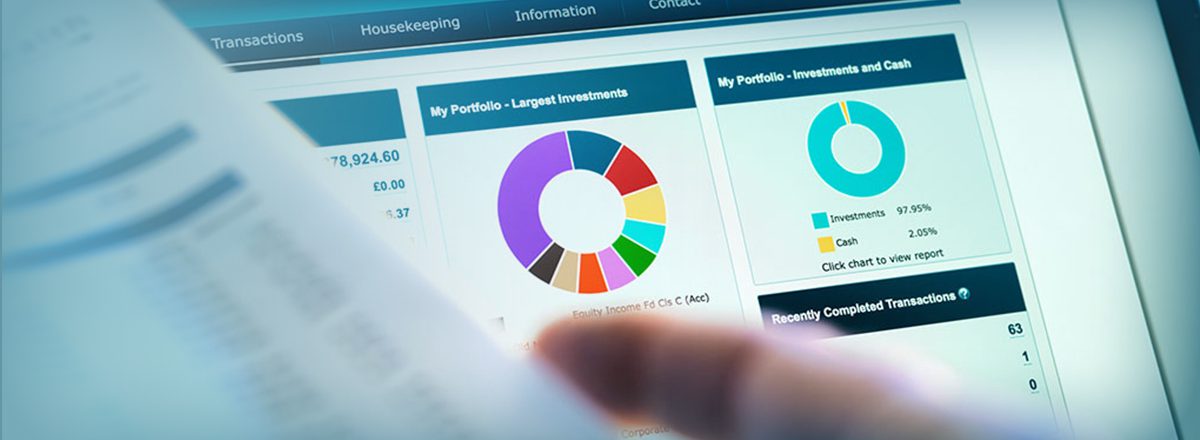 Transactions
Housekeeping
Information
Contact
78,924.60
£0.00
6.37
My Portfolio - Largest Investments
Equity Income Fd Cls C (Acc)
Corporate
My Portfolio - Investments and Cash
Investments 97.95%
Cash 2.05%
Click chart to view report
Recently Completed Transactions ?
63
1
0